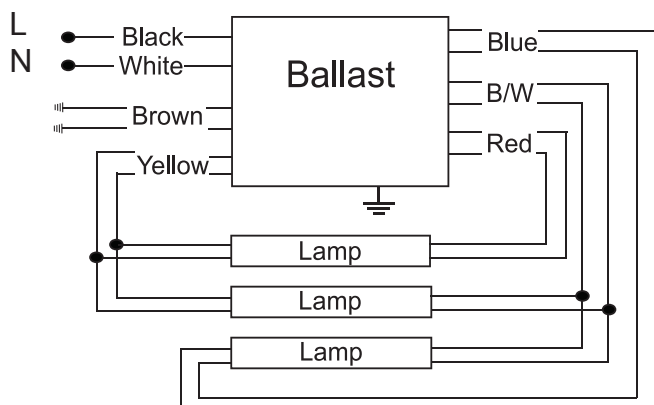 L
Black
N
White
Ballast
Blue
B/W
Brown
Red
Yellow
Lamp
Lamp
Lamp